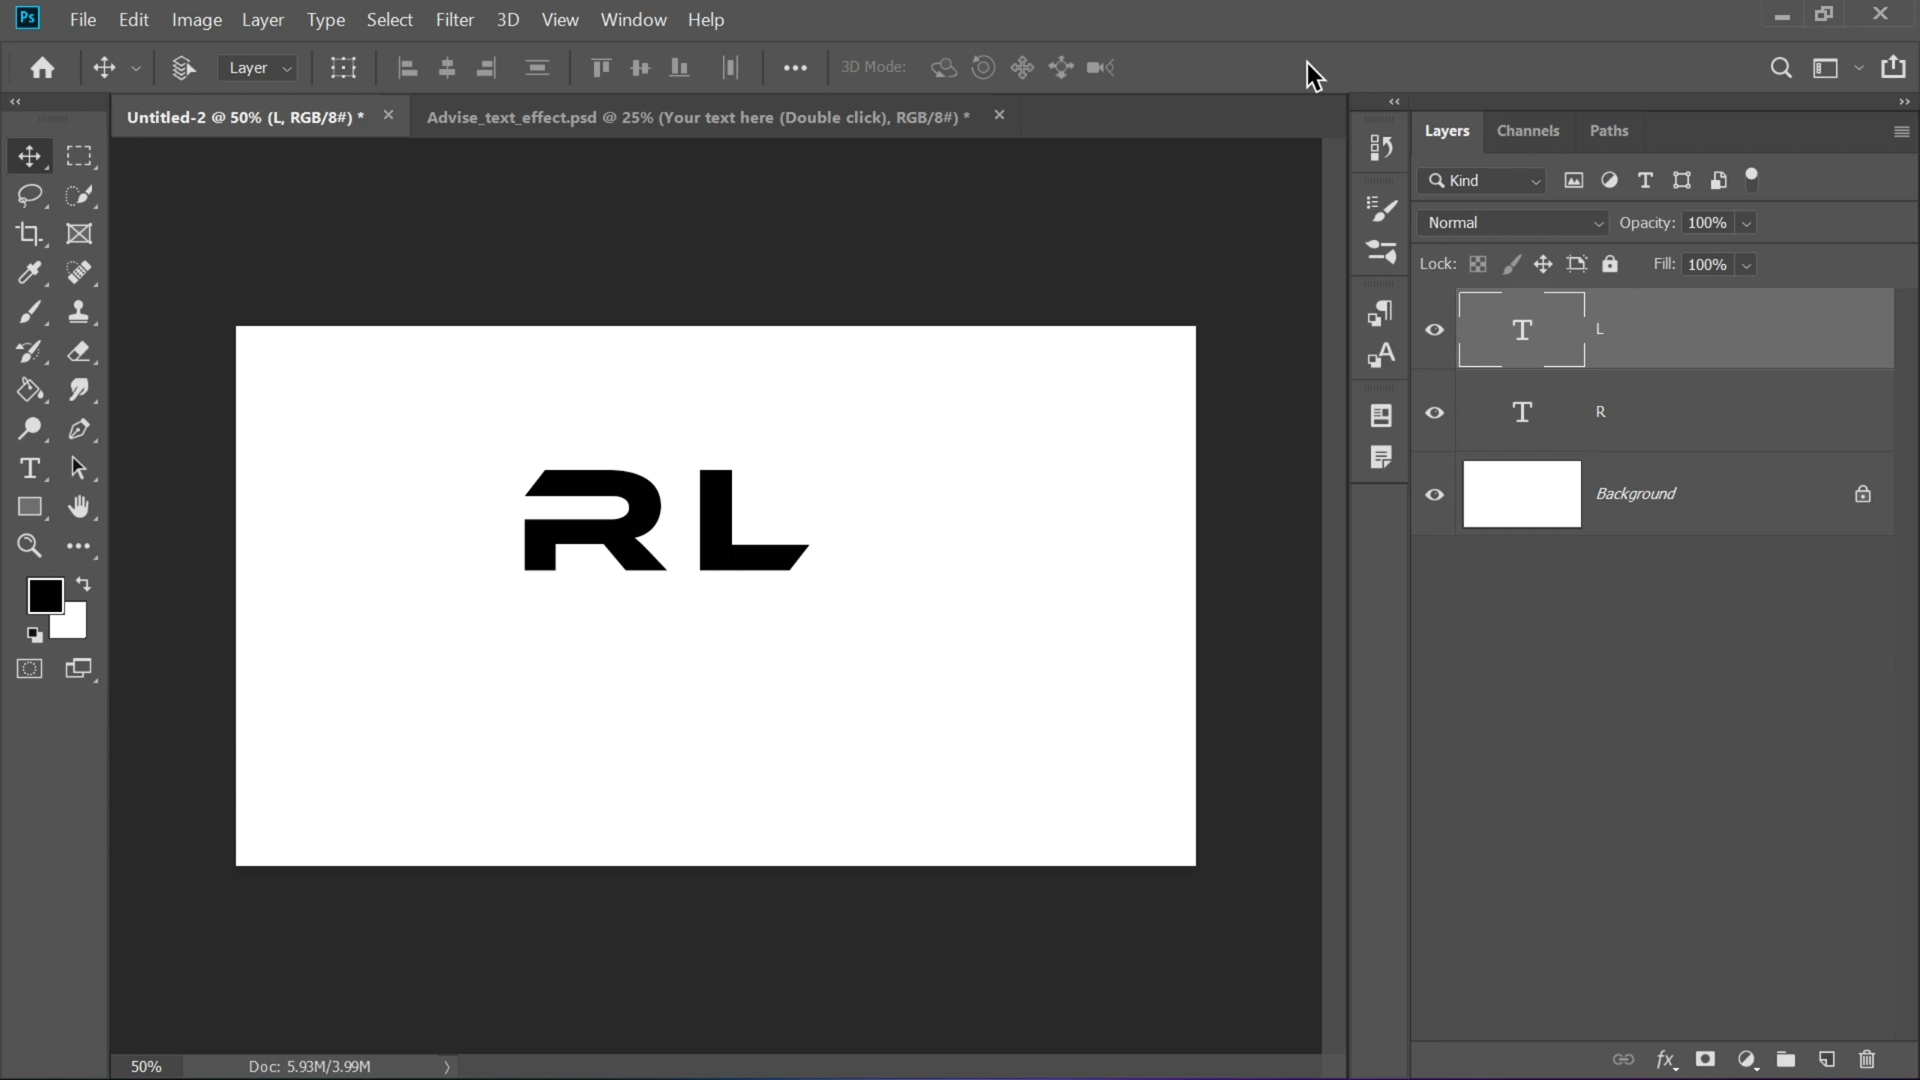 Ps File Edit Image Layer Type Select Filter 3D View Window Help
Layer 3D Mode:
Untitled-2 @ 50% (L, RGB/8#) * Advise_text_effect.psd @ 25% (Your text here (Double click), RGB/8#) *
Layers Channels Paths
Kind
Normal Opacity: 100%
Lock: Fill: 100%
T L
T R
Background
RL
50% Doc: 5.93M/3.99M
fx